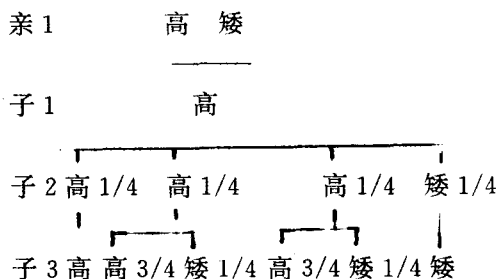 亲1 高 矮
子1 高
子2 高 1/4 高 1/4 高 1/4 矮 1/4
子3 高 高 3/4 矮 1/4 高 3/4 矮 1/4 矮